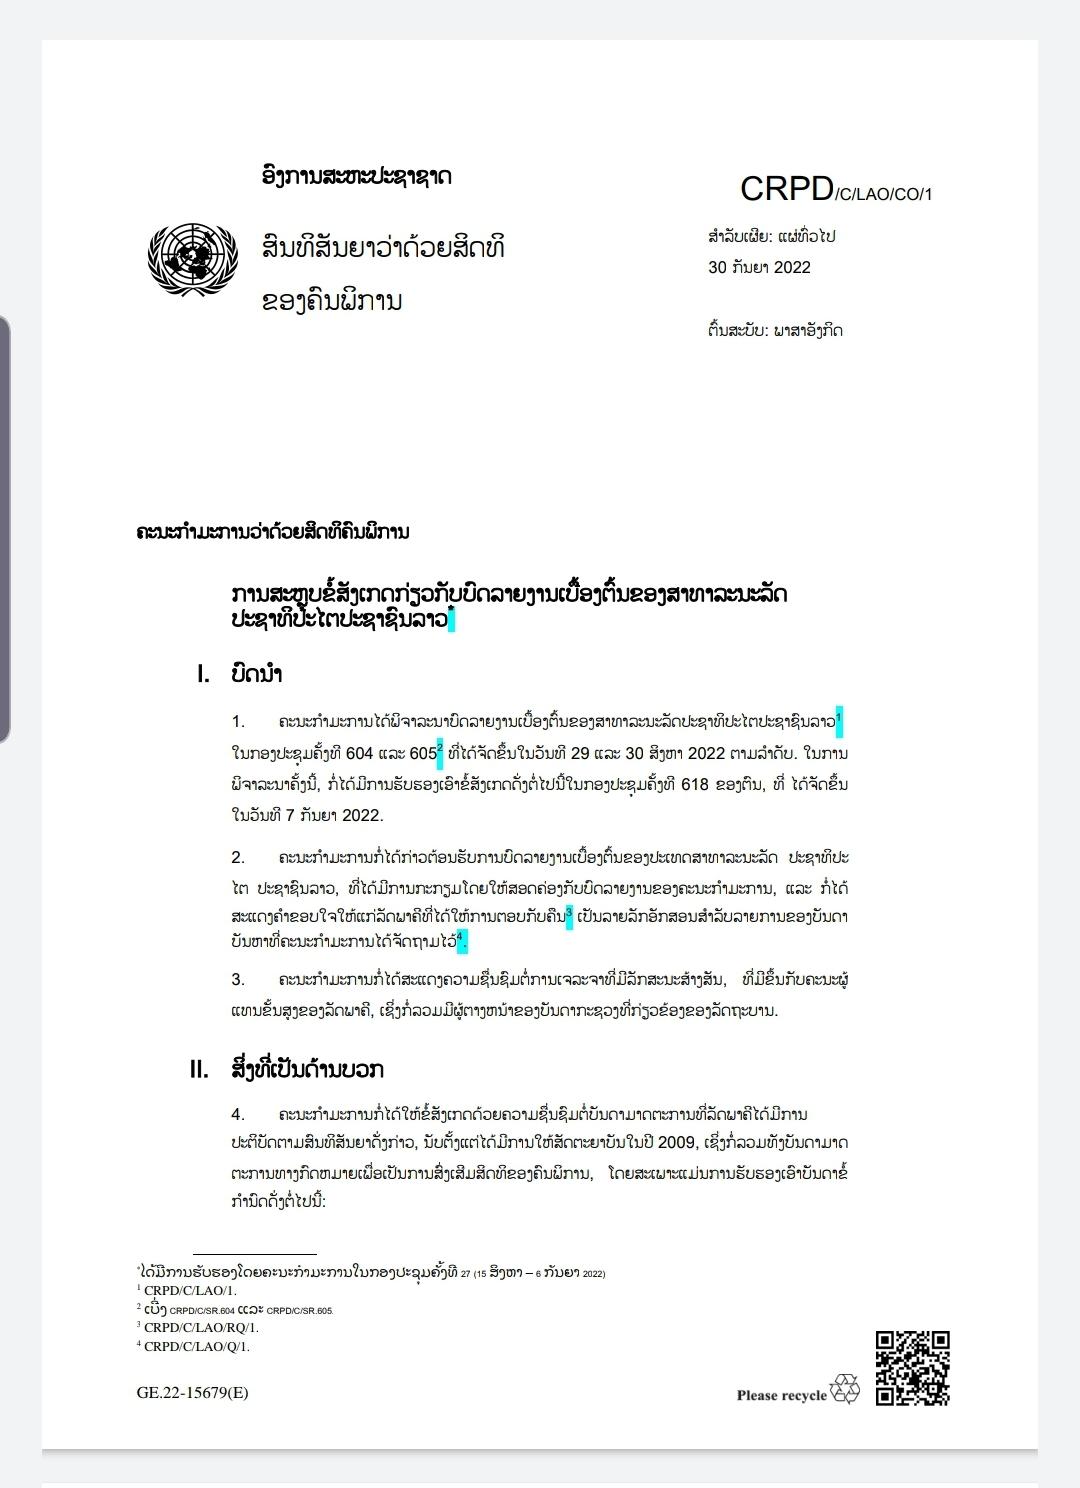 ອົງການສະຫະປະຊາຊາດ
CRPD/C/LAO/CO/1
ສົນທິສັນຍາວ່າດ້ວຍສິດທິ
ຂອງຄົນພິການ
ສໍາລັບເຜີຍ: ແຜ່ທົ່ວໄປ
30 ກັນຍາ 2022
ຕົ້ນສະບັບ: ພາສາອັງກິດ
ຄະນະກໍາມະການວ່າດ້ວຍສິດທິຄົນພິການ
ການສະຫຼຸບຂໍ້ສັງເກດກ່ຽວກັບບົດລາຍງານເບື້ອງຕົ້ນຂອງສາທາລະນະລັດ
ປະຊາທິປະໄຕປະຊາຊົນລາວ*
I. ບົດນໍາ
1. ຄະນະກໍາມະການໄດ້ພິຈາລະນາບົດລາຍງານເບື້ອງຕົ້ນຂອງສາທາລະນະລັດປະຊາທິປະໄຕປະຊາຊົນລາວ1
ໃນກອງປະຊຸມຄັ້ງທີ 604 ແລະ 6052 ທີ່ໄດ້ຈັດຂຶ້ນໃນວັນທີ 29 ແລະ 30 ສິງຫາ 2022 ຕາມລໍາດັບ. ໃນການ
ພິຈາລະນາຄັ້ງນີ້, ກໍ່ໄດ້ມີການຮັບຮອງເອົາຂໍ້ສັງເກດດັ່ງຕໍ່ໄປນີ້ໃນກອງປະຊຸມຄັ້ງທີ 618 ຂອງຕົນ, ທີ່ ໄດ້ຈັດຂຶ້ນ
ໃນວັນທີ 7 ກັນຍາ 2022.
2. ຄະນະກໍາມະການກໍ່ໄດ້ກ່າວຕ້ອນຮັບການບົດລາຍງານເບື້ອງຕົ້ນຂອງປະເທດສາທາລະນະລັດ ປະຊາທິປະ
ໄຕ ປະຊາຊົນລາວ, ທີ່ໄດ້ມີການກະກຽມໂດຍໃຫ້ສອດຄ່ອງກັບບົດລາຍງານຂອງຄະນະກໍາມະການ, ແລະ ກໍ່ໄດ້
ສະແດງຄໍາຂອບໃຈໃຫ້ແກ່ລັດພາຄີທີ່ໄດ້ໃຫ້ການຕອບກັບຄືນ3 ເປັນລາຍລັກອັກສອນສໍາລັບລາຍການຂອງບັນດາ
ບັນຫາທີ່ຄະນະກໍາມະການໄດ້ຈັດຖາມໄວ້4.
3. ຄະນະກໍາມະການກໍ່ໄດ້ສະແດງຄວາມຊື່ນຊົມຕໍ່ການເຈລະຈາທີ່ມີລັກສະນະສ້າງສັນ, ທີ່ມີຂຶ້ນກັບຄະນະຜູ້
ແທນຂັ້ນສູງຂອງລັດພາຄີ, ເຊິ່ງກໍ່ລວມມີຜູ້ຕາງຫນ້າຂອງບັນດາກະຊວງທີ່ກ່ຽວຂ້ອງຂອງລັດຖະບານ.
II. ສິ່ງທີ່ເປັນດ້ານບວກ
4. ຄະນະກໍາມະການກໍ່ໄດ້ໃຫ້ຂໍ້ສັງເກດດ້ວຍຄວາມຊື່ນຊົມຕໍ່ບັນດາມາດຕະການທີ່ລັດພາຄີໄດ້ມີການ
ປະຕິບັດຕາມສົນທິສັນຍາດັ່ງກ່າວ, ນັບຕັ້ງແຕ່ໄດ້ມີການໃຫ້ສັດຕະຍາບັນໃນປີ 2009, ເຊິ່ງກໍ່ລວມທັງບັນດາມາດ
ຕະການທາງກົດຫມາຍເພື່ອເປັນການສົ່ງເສີມສິດທິຂອງຄົນພິການ, ໂດຍສະເພາະແມ່ນການຮັບຮອງເອົາບັນດາຂໍ້
ກໍານົດດັ່ງຕໍ່ໄປນີ້:
*ໄດ້ມີການຮັບຮອງໂດຍຄະນະກໍາມະການໃນກອງປະຊຸມຄັ້ງທີ 27 (15 ສິງຫາ – 6 ກັນຍາ 2022)
1 CRPD/C/LAO/1.
2 ເບິ່ງ CRPD/C/SR.604 ແລະ CRPD/C/SR.605.
3 CRPD/C/LAO/RQ/1.
4 CRPD/C/LAO/Q/1.
GE.22-15679(E)
Please recycle